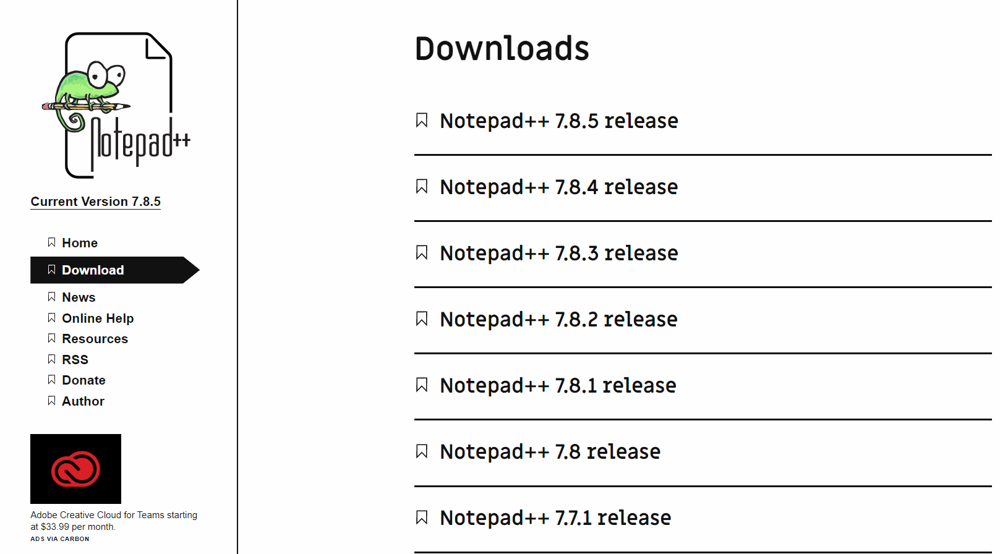 Notepad++
Current Version 7.8.5
Home
Download
News
Online Help
Resources
RSS
Donate
Author
Adobe Creative Cloud for Teams starting
at $33.99 per month.
ADS VIA CARBON
Downloads
Notepad++ 7.8.5 release
Notepad++ 7.8.4 release
Notepad++ 7.8.3 release
Notepad++ 7.8.2 release
Notepad++ 7.8.1 release
Notepad++ 7.8 release
Notepad++ 7.7.1 release